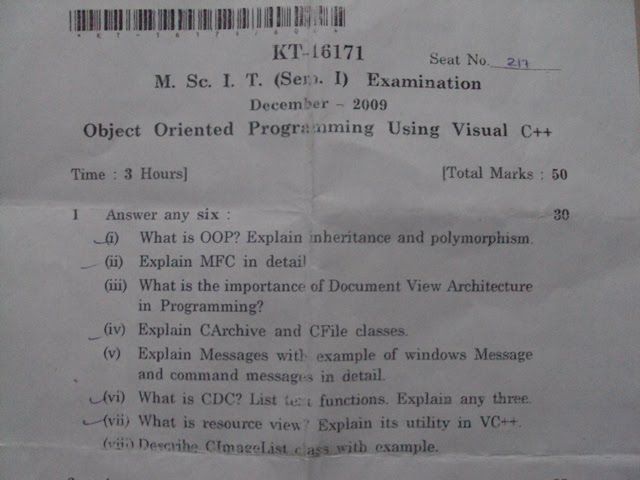 *KT-16171/604*
KT-16171
Seat No. 217
M. Sc. I. T. (Sem. I) Examination
December - 2009
Object Oriented Programming Using Visual C++
Time : 3 Hours] [Total Marks : 50
1 Answer any six : 30
(i) What is OOP? Explain inheritance and polymorphism.
(ii) Explain MFC in detail
(iii) What is the importance of Document View Architecture
in Programming?
(iv) Explain CArchive and CFile classes.
(v) Explain Messages with example of windows Message
and command messages in detail.
(vi) What is CDC? List text functions. Explain any three.
(vii) What is resource view? Explain its utility in VC++.
(viii) Describe CImageList class with example.